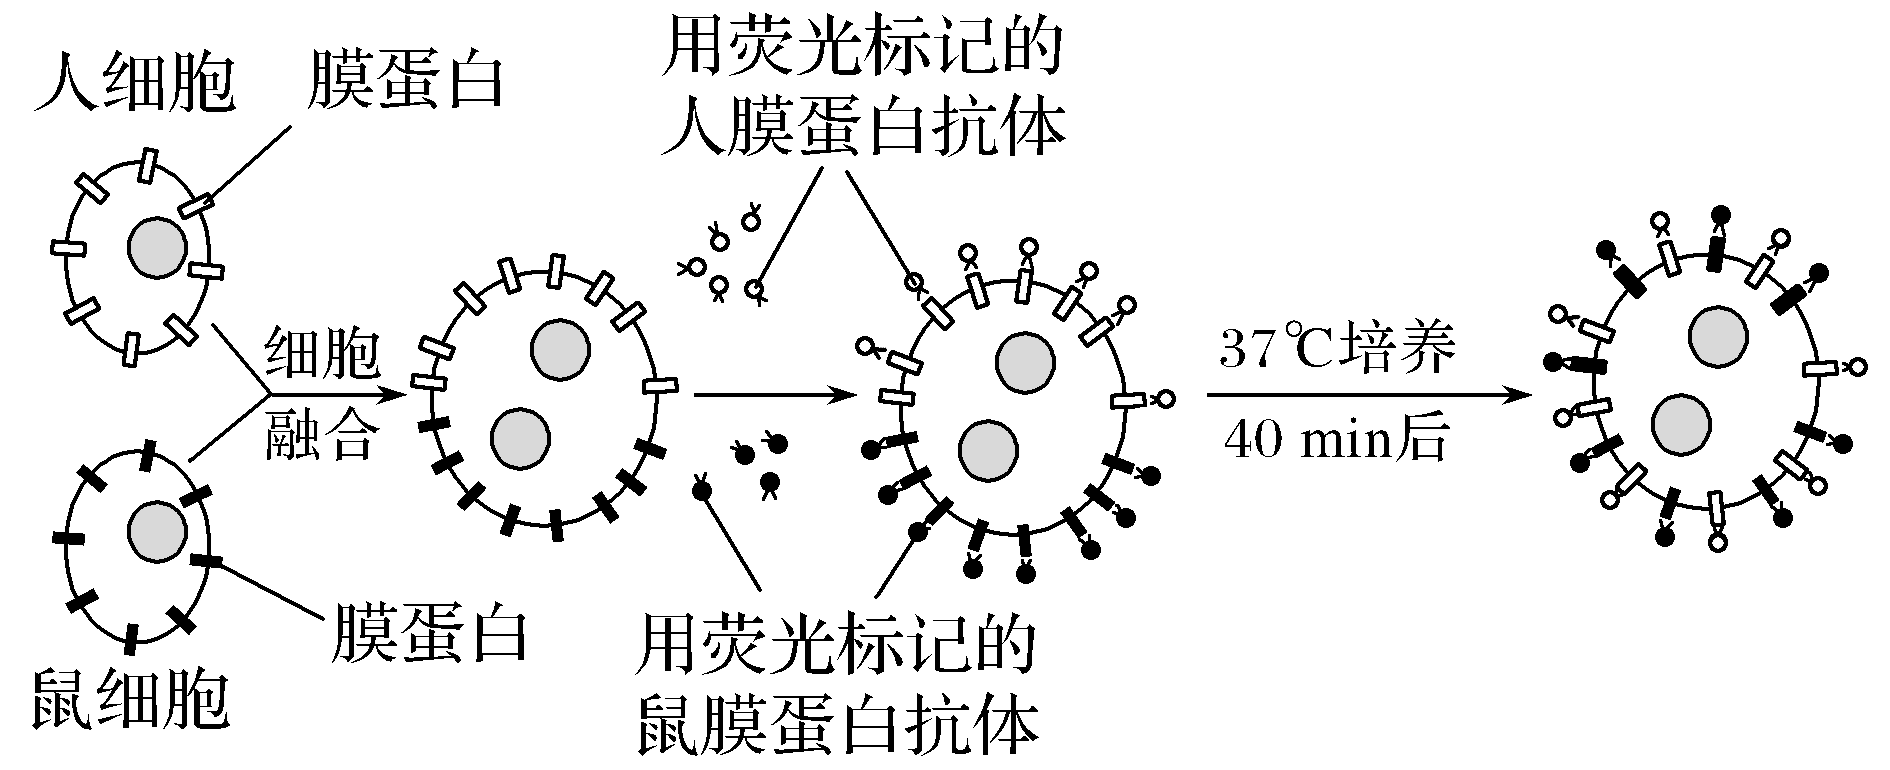 人细胞
膜蛋白
用荧光标记的
人膜蛋白抗体
细胞
融合
37℃培养
40 min后
膜蛋白
鼠细胞
用荧光标记的
鼠膜蛋白抗体